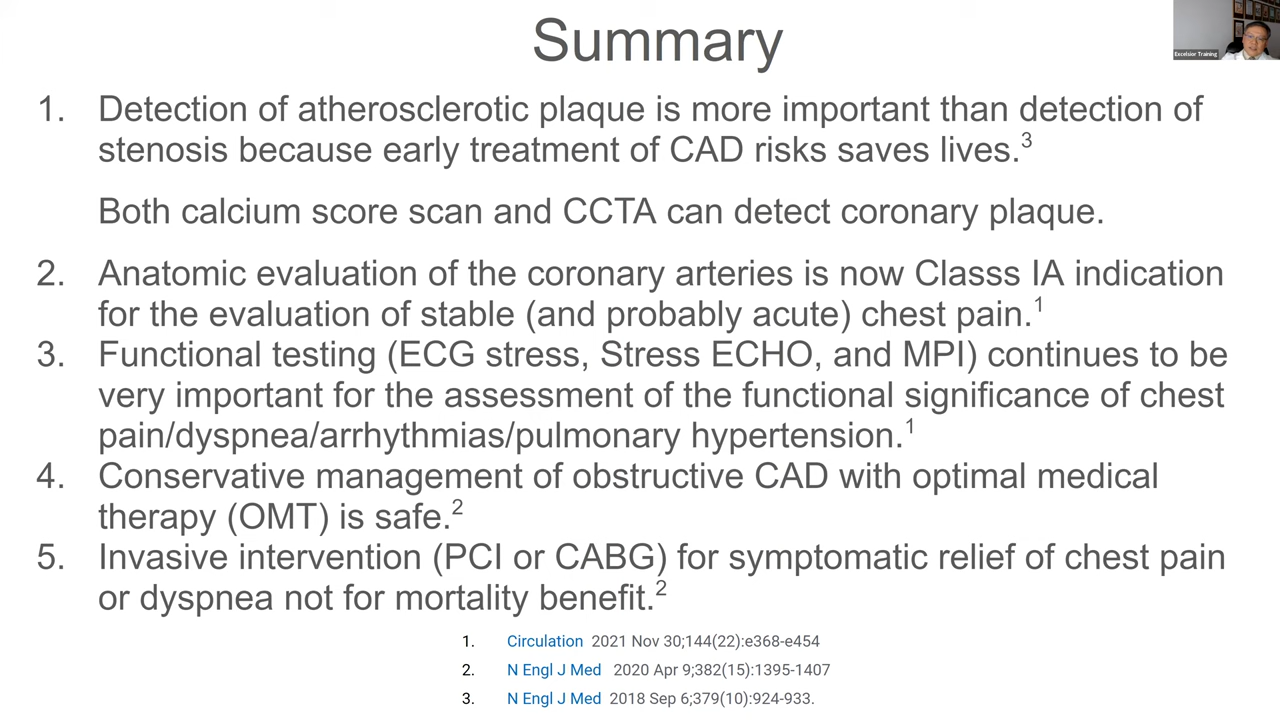 Summary
Excelsior Training
1. Detection of atherosclerotic plaque is more important than detection of
stenosis because early treatment of CAD risks saves lives.3
Both calcium score scan and CCTA can detect coronary plaque.
2. Anatomic evaluation of the coronary arteries is now Classs IA indication
for the evaluation of stable (and probably acute) chest pain.1
3. Functional testing (ECG stress, Stress ECHO, and MPI) continues to be
very important for the assessment of the functional significance of chest
pain/dyspnea/arrhythmias/pulmonary hypertension.1
4. Conservative management of obstructive CAD with optimal medical
therapy (OMT) is safe.2
5. Invasive intervention (PCI or CABG) for symptomatic relief of chest pain
or dyspnea not for mortality benefit.2
1. Circulation 2021 Nov 30;144(22):e368-e454
2. N Engl J Med 2020 Apr 9;382(15):1395-1407
3. N Engl J Med 2018 Sep 6;379(10):924-933.